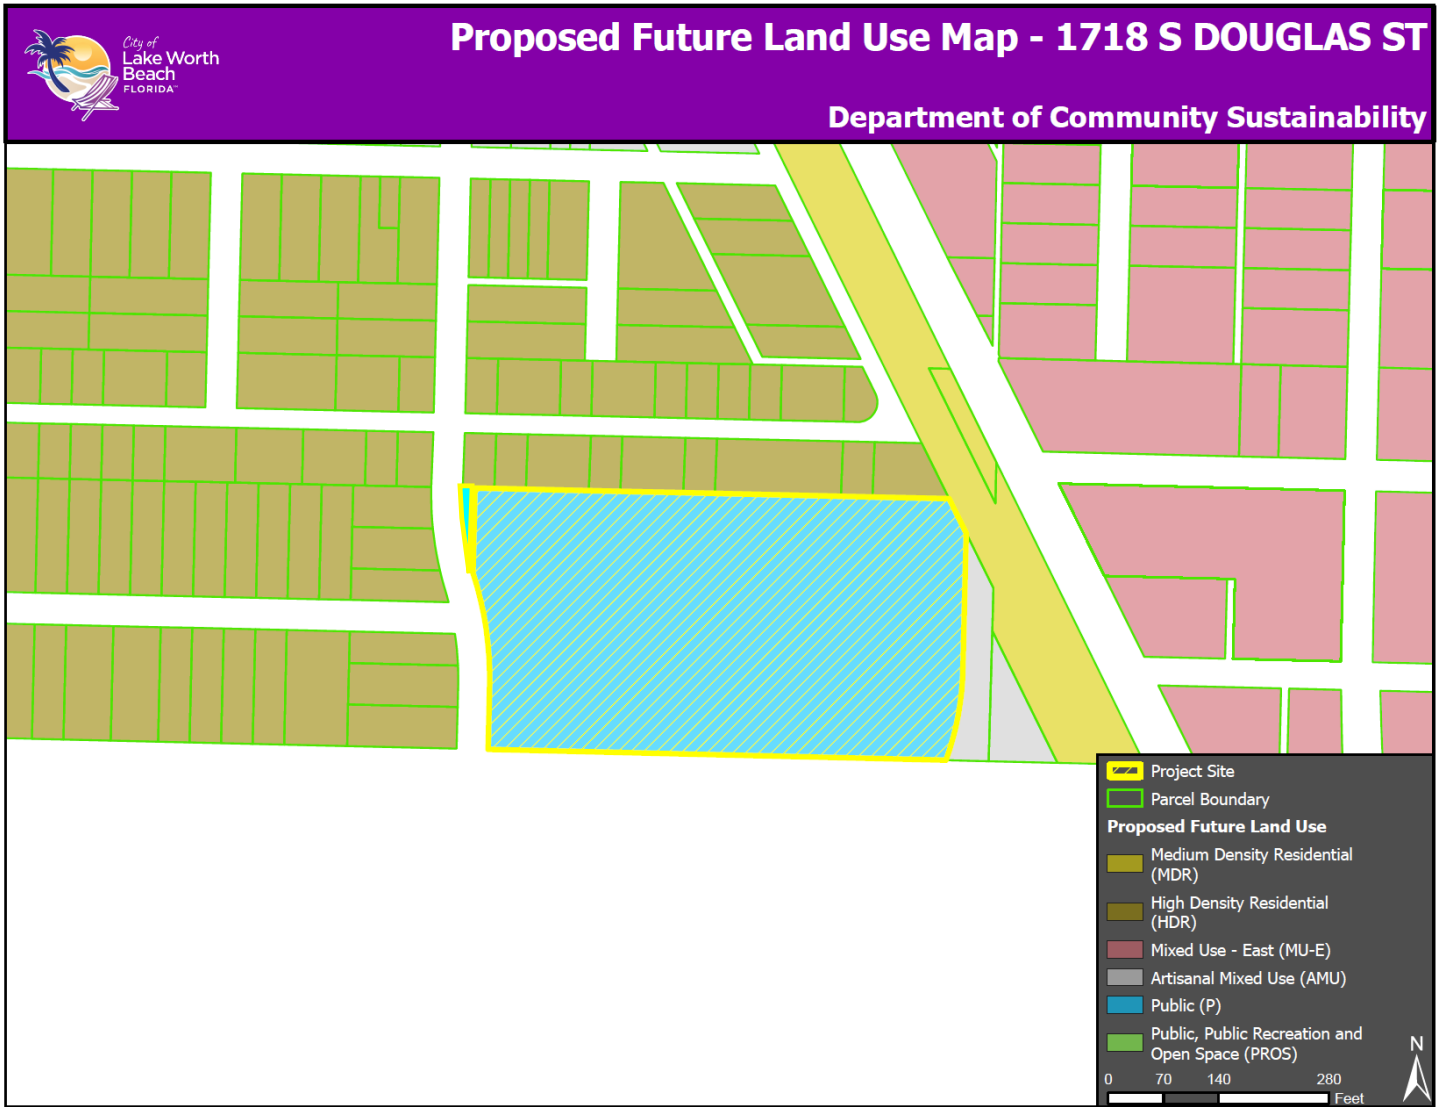 Proposed Future Land Use Map - 1718 S DOUGLAS ST
City of
Lake Worth
Beach
FLORIDA™
Department of Community Sustainability
Project Site
Parcel Boundary
Proposed Future Land Use
Medium Density Residential
(MDR)
High Density Residential
(HDR)
Mixed Use - East (MU-E)
Artisanal Mixed Use (AMU)
Public (P)
Public, Public Recreation and
Open Space (PROS)
N
0 70 140 280
Feet